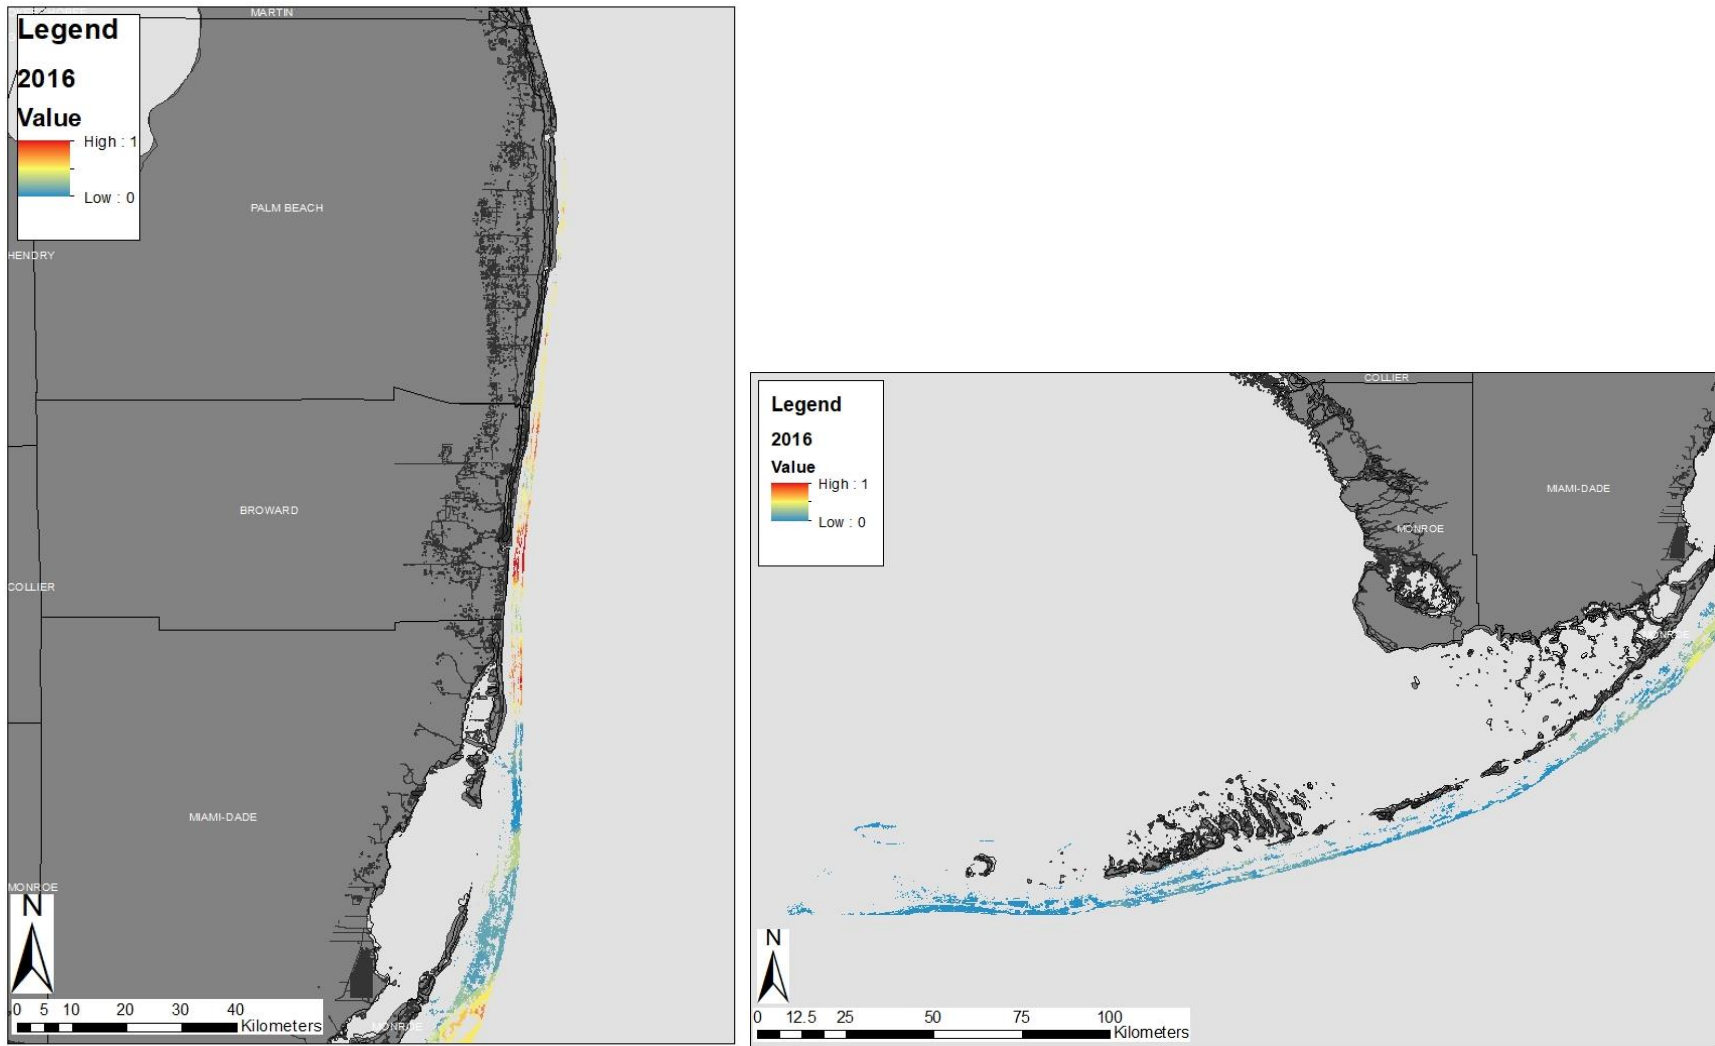 MARTIN
Legend
2016
Value
High : 1
Low : 0
PALM BEACH
HENDRY
BROWARD
COLLIER
MIAMI-DADE
MONROE
N
0 5 10 20 30 40
Kilometers
MONROE
COLLIER
Legend
2016
Value
High : 1
Low : 0
MIAMI-DADE
MONROE
MONROE
N
0 12.5 25 50 75 100
Kilometers